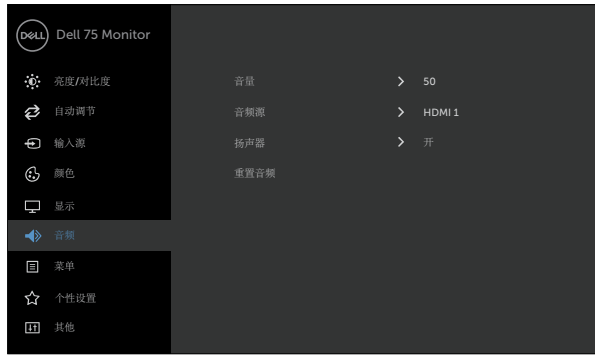 DELL Dell 75 Monitor
亮度/对比度
自动调节
输入源
颜色
显示
音频
菜单
个性设置
其他
音量 50
音频源 HDMI 1
扬声器 开
重置音频